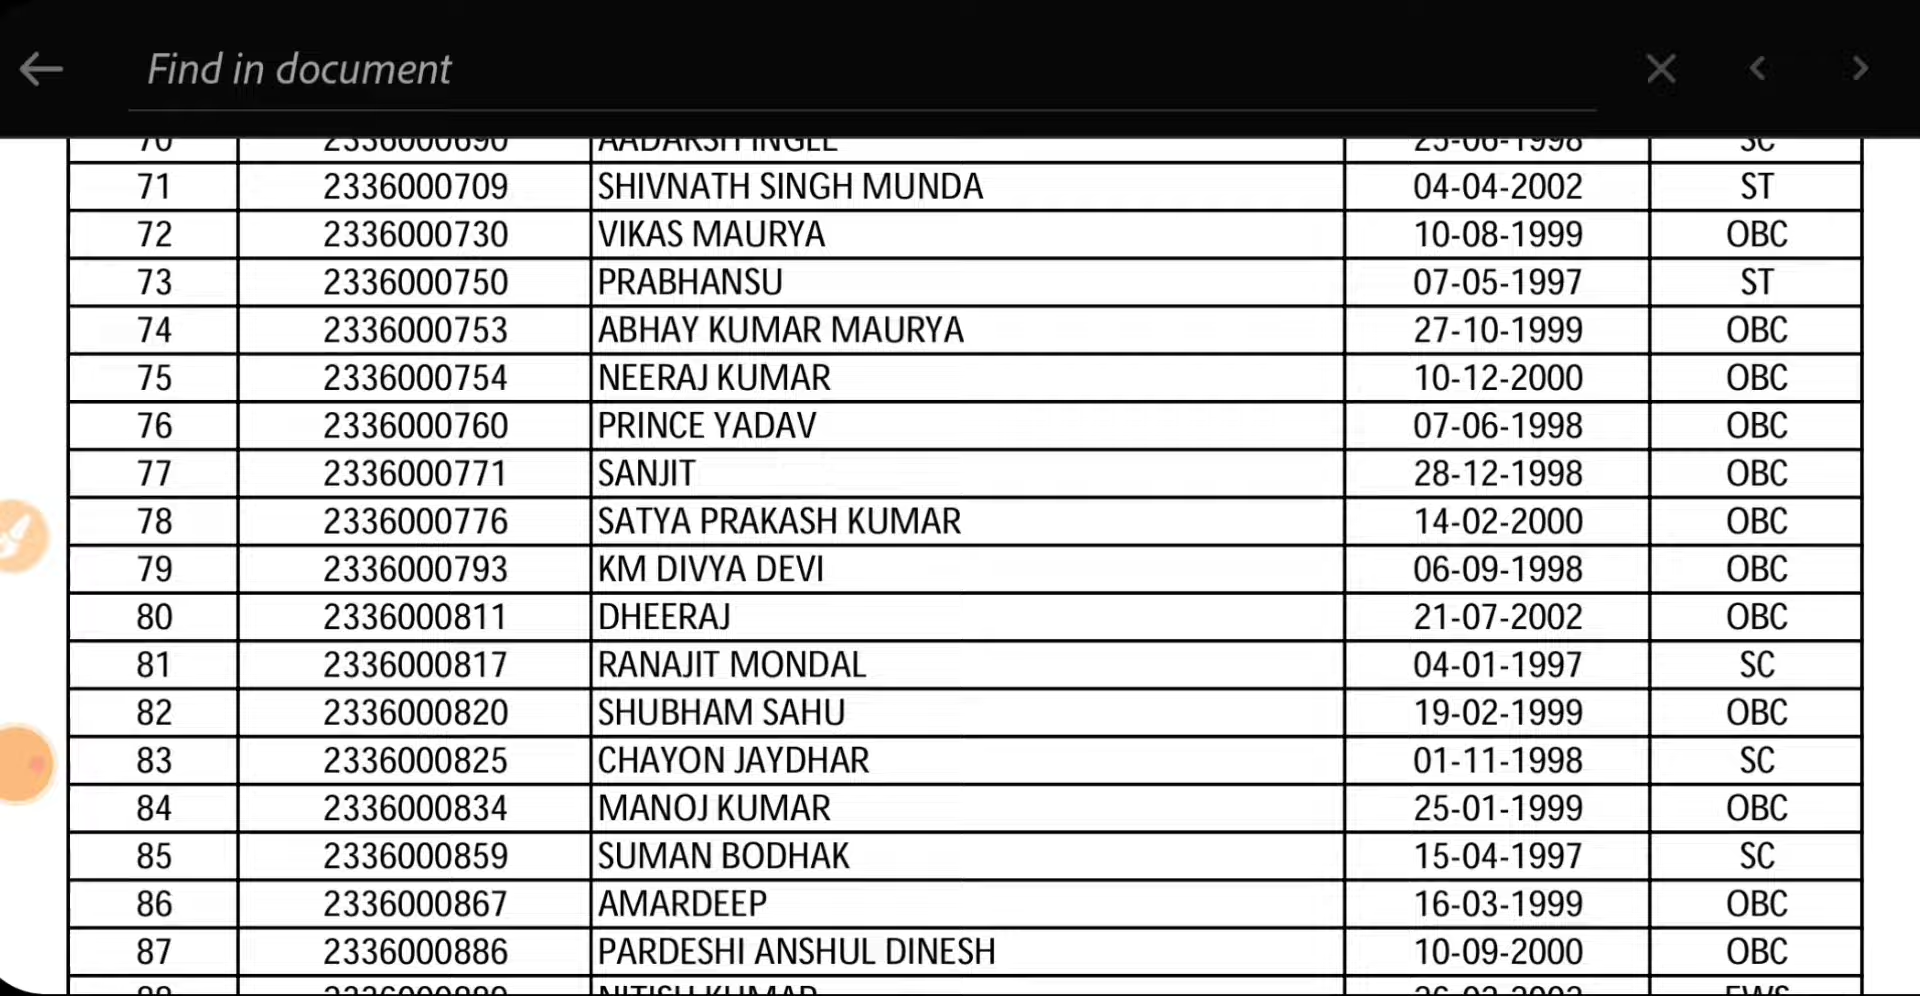 Find in document
70 2336000690 AADARSH INGLE 25-06-1998 SC
71 2336000709 SHIVNATH SINGH MUNDA 04-04-2002 ST
72 2336000730 VIKAS MAURYA 10-08-1999 OBC
73 2336000750 PRABHANSU 07-05-1997 ST
74 2336000753 ABHAY KUMAR MAURYA 27-10-1999 OBC
75 2336000754 NEERAJ KUMAR 10-12-2000 OBC
76 2336000760 PRINCE YADAV 07-06-1998 OBC
77 2336000771 SANJIT 28-12-1998 OBC
78 2336000776 SATYA PRAKASH KUMAR 14-02-2000 OBC
79 2336000793 KM DIVYA DEVI 06-09-1998 OBC
80 2336000811 DHEERAJ 21-07-2002 OBC
81 2336000817 RANAJIT MONDAL 04-01-1997 SC
82 2336000820 SHUBHAM SAHU 19-02-1999 OBC
83 2336000825 CHAYON JAYDHAR 01-11-1998 SC
84 2336000834 MANOJ KUMAR 25-01-1999 OBC
85 2336000859 SUMAN BODHAK 15-04-1997 SC
86 2336000867 AMARDEEP 16-03-1999 OBC
87 2336000886 PARDESHI ANSHUL DINESH 10-09-2000 OBC
88 NITISH KUMAR EWS